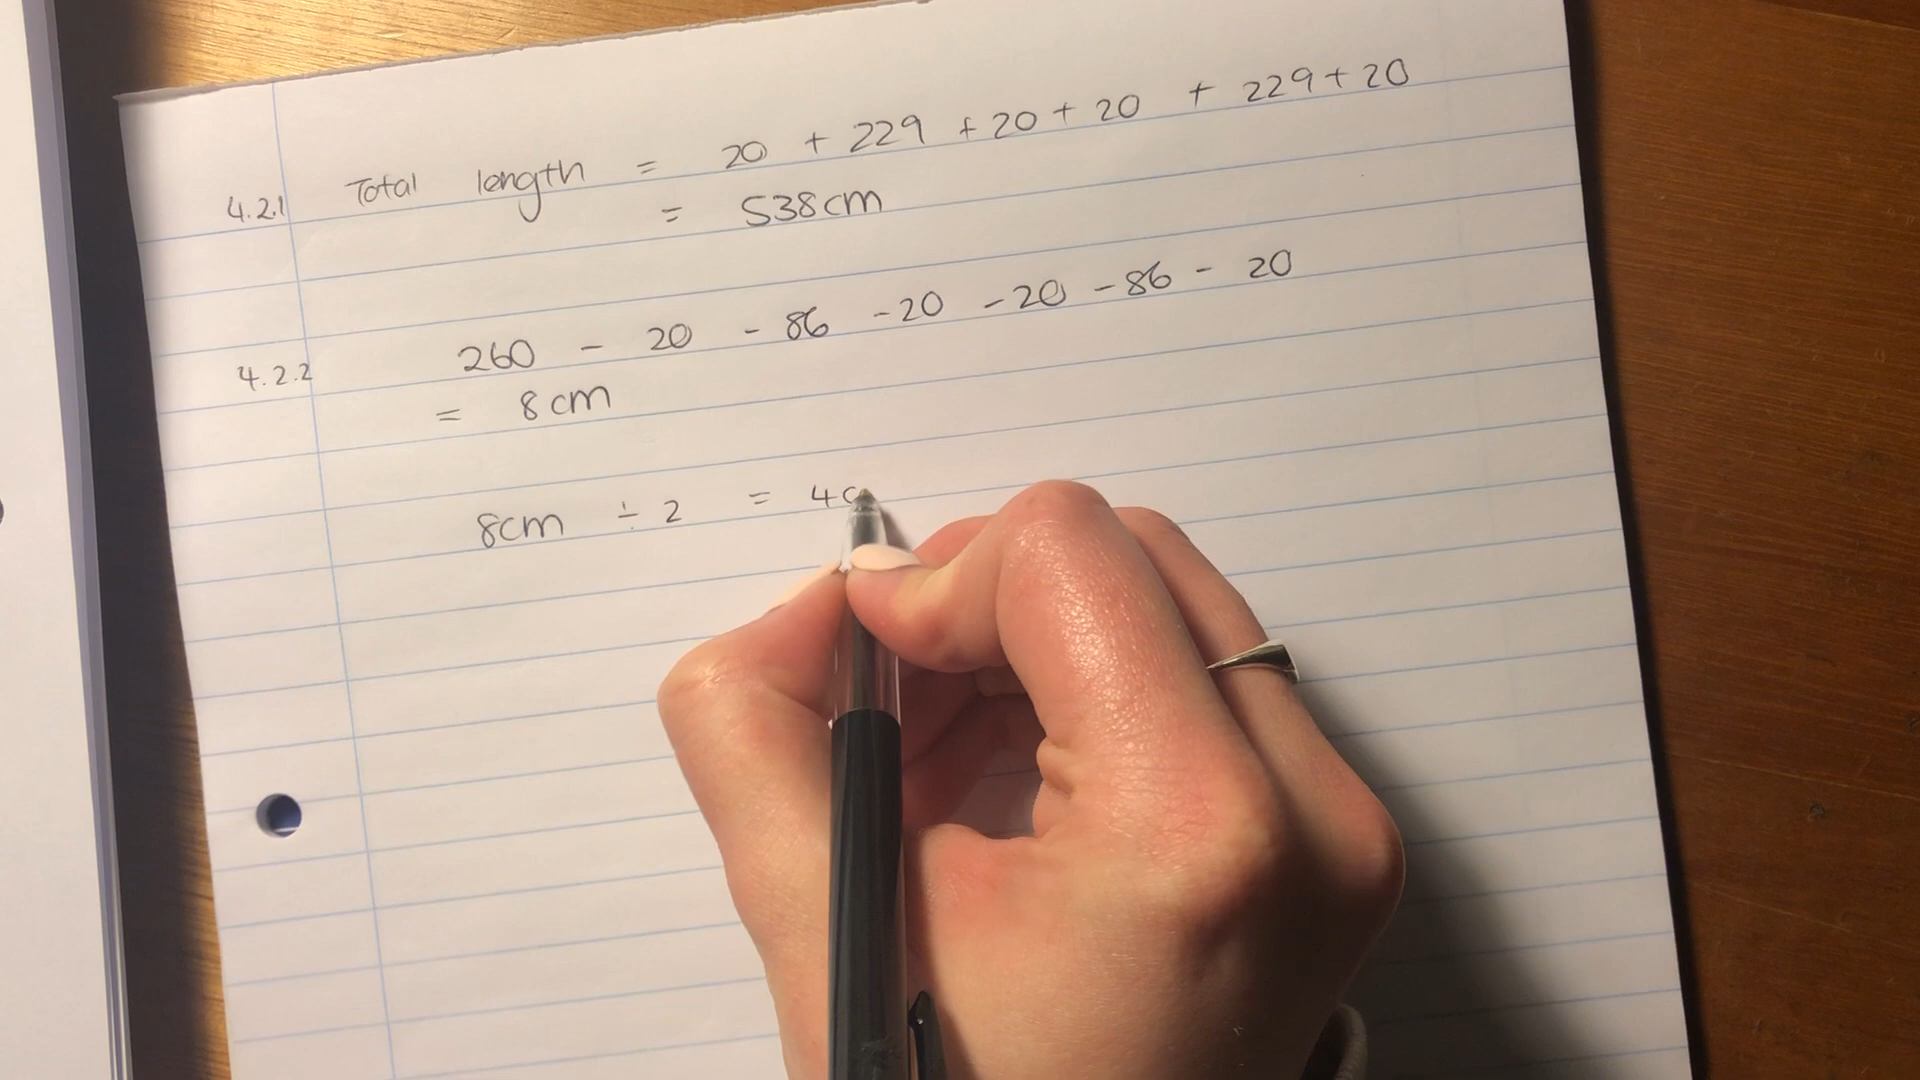 4.2.1 Total length = 20 + 229 + 20 + 20 + 229 + 20
= 538cm
4.2.2 260 - 20 - 86 - 20 - 20 - 86 - 20
= 8cm
8cm ÷ 2 = 4c